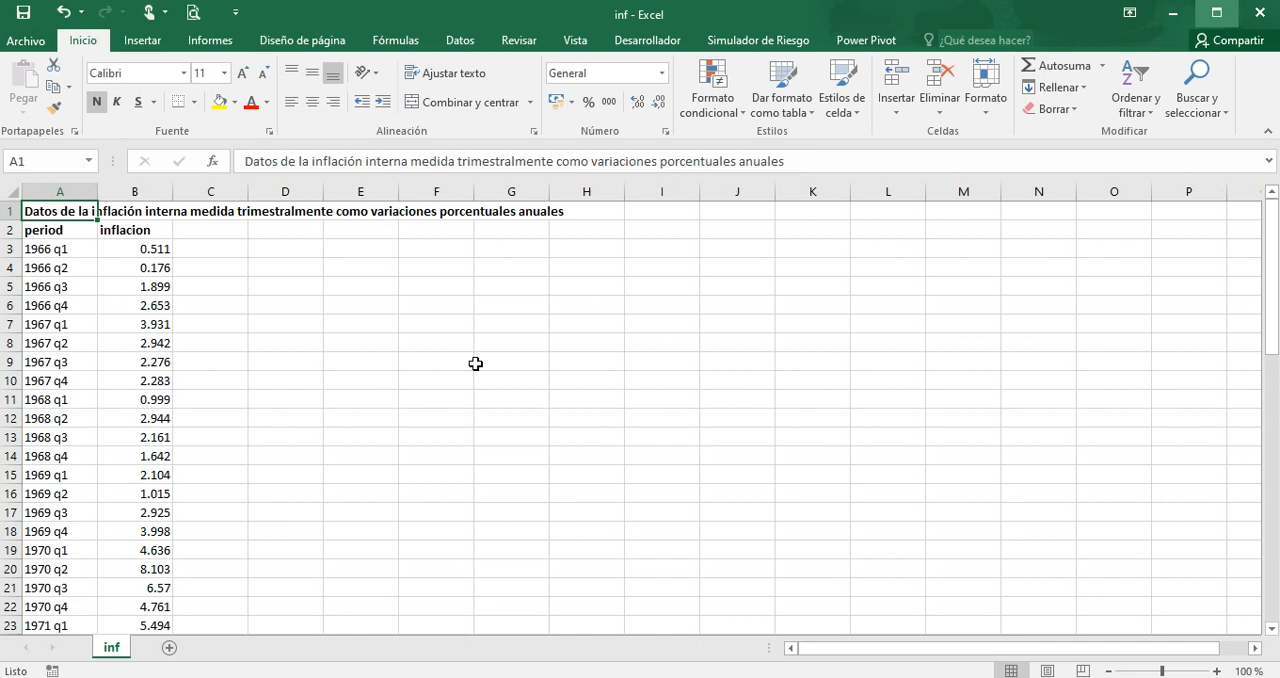 inf - Excel
Archivo Inicio Insertar Informes Diseño de página Fórmulas Datos Revisar Vista Desarrollador Simulador de Riesgo Power Pivot ¿Qué desea hacer? Compartir
Pegar
Calibri 11
N K S
Ajustar texto
Combinar y centrar
General
% 000
Formato condicional
Dar formato como tabla
Estilos de celda
Insertar
Eliminar
Formato
Autosuma
Rellenar
Borrar
Ordenar y filtrar
Buscar y seleccionar
Portapapeles Fuente Alineación Número Estilos Celdas Modificar
A1 fx Datos de la inflación interna medida trimestralmente como variaciones porcentuales anuales
A B C D E F G H I J K L M N O P
1 Datos de la inflación interna medida trimestralmente como variaciones porcentuales anuales
2 period inflacion
3 1966 q1 0.511
4 1966 q2 0.176
5 1966 q3 1.899
6 1966 q4 2.653
7 1967 q1 3.931
8 1967 q2 2.942
9 1967 q3 2.276
10 1967 q4 2.283
11 1968 q1 0.999
12 1968 q2 2.944
13 1968 q3 2.161
14 1968 q4 1.642
15 1969 q1 2.104
16 1969 q2 1.015
17 1969 q3 2.925
18 1969 q4 3.998
19 1970 q1 4.636
20 1970 q2 8.103
21 1970 q3 6.57
22 1970 q4 4.761
23 1971 q1 5.494
inf
Listo 100 %